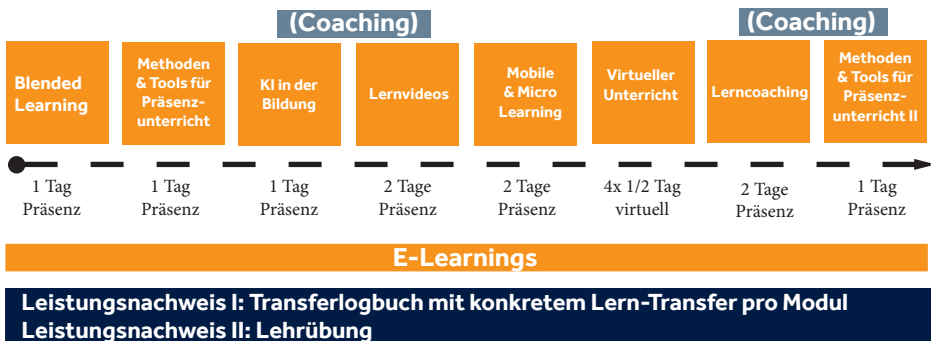 (Coaching)
(Coaching)
Blended
Learning
Methoden
& Tools für
Präsenz-
unterricht
KI in der
Bildung
Lernvideos
Mobile
& Micro
Learning
Virtueller
Unterricht
Lerncoaching
Methoden
& Tools für
Präsenz-
unterricht II
1 Tag
Präsenz
1 Tag
Präsenz
1 Tag
Präsenz
2 Tage
Präsenz
2 Tage
Präsenz
4x 1/2 Tag
virtuell
2 Tage
Präsenz
1 Tag
Präsenz
E-Learnings
Leistungsnachweis I: Transferlogbuch mit konkretem Lern-Transfer pro Modul
Leistungsnachweis II: Lehrübung